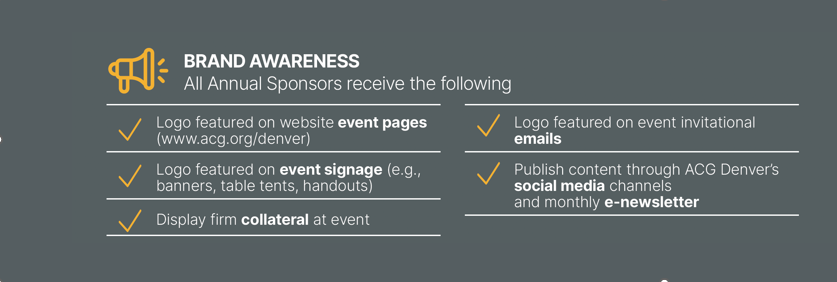 BRAND AWARENESS
All Annual Sponsors receive the following
Logo featured on website event pages
(www.acg.org/denver)
Logo featured on event signage (e.g.,
banners, table tents, handouts)
Display firm collateral at event
Logo featured on event invitational
emails
Publish content through ACG Denver’s
social media channels
and monthly e-newsletter